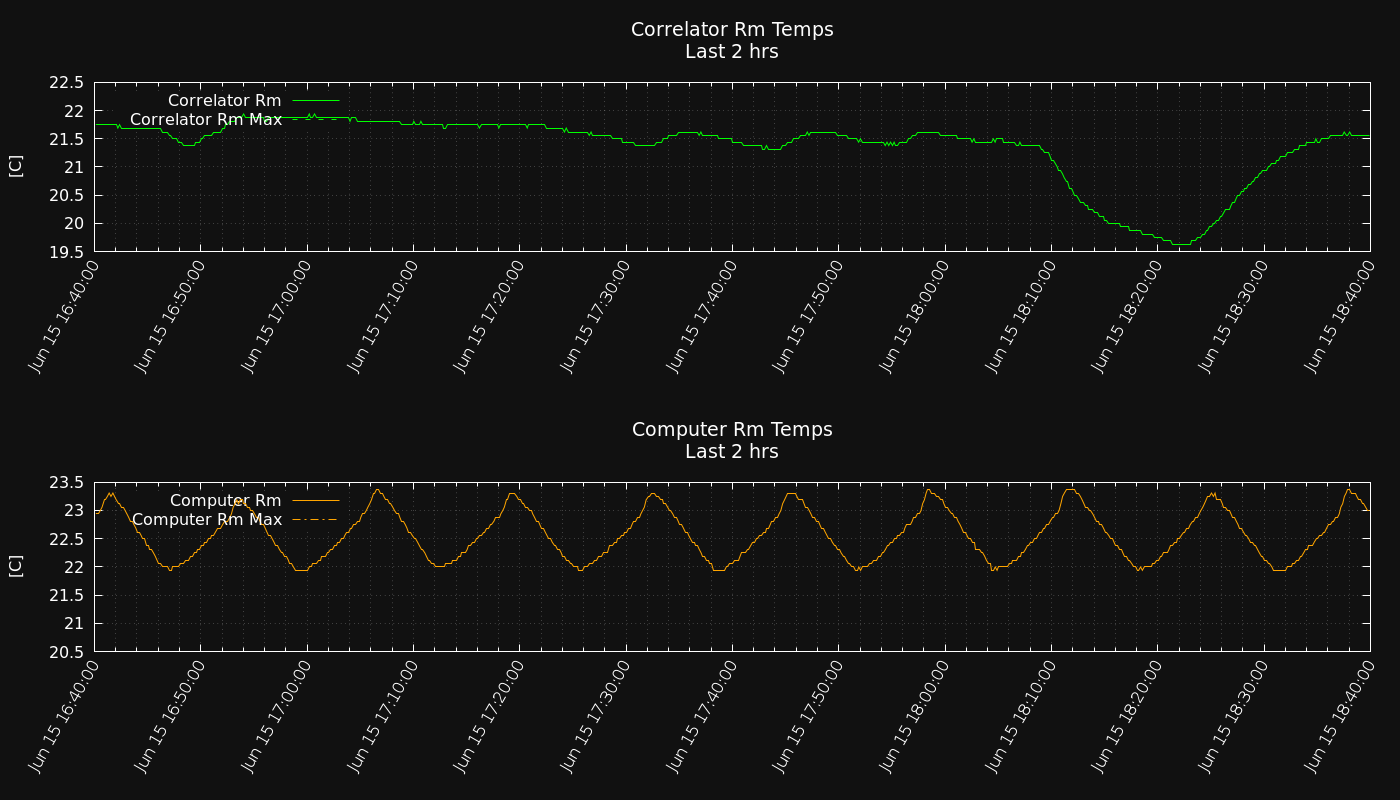 Correlator Rm Temps
Last 2 hrs
22.5
22
21.5
21
20.5
20
19.5
[C]
Correlator Rm
Correlator Rm Max
Jun 15 16:40:00
Jun 15 16:50:00
Jun 15 17:00:00
Jun 15 17:10:00
Jun 15 17:20:00
Jun 15 17:30:00
Jun 15 17:40:00
Jun 15 17:50:00
Jun 15 18:00:00
Jun 15 18:10:00
Jun 15 18:20:00
Jun 15 18:30:00
Jun 15 18:40:00
Computer Rm Temps
Last 2 hrs
23.5
23
22.5
22
21.5
21
20.5
[C]
Computer Rm
Computer Rm Max
Jun 15 16:40:00
Jun 15 16:50:00
Jun 15 17:00:00
Jun 15 17:10:00
Jun 15 17:20:00
Jun 15 17:30:00
Jun 15 17:40:00
Jun 15 17:50:00
Jun 15 18:00:00
Jun 15 18:10:00
Jun 15 18:20:00
Jun 15 18:30:00
Jun 15 18:40:00